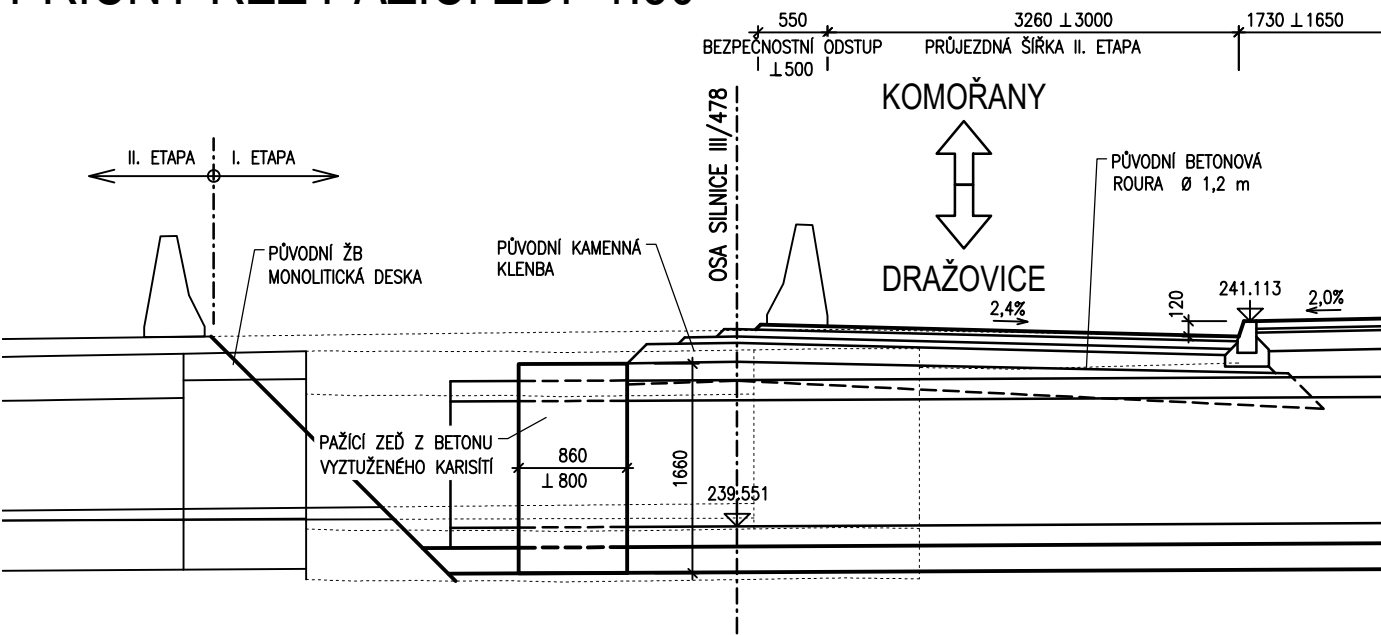 550
3260 ⊥3000
1730 ⊥1650
BEZPEČNOSTNÍ ODSTUP
⊥500
PRŮJEZDNÁ ŠÍŘKA II. ETAPA
KOMOŘANY
OSA SILNICE III/478
II. ETAPA
I. ETAPA
PŮVODNÍ BETONOVÁ
ROURA Ø 1,2 m
PŮVODNÍ ŽB
MONOLITICKÁ DESKA
PŮVODNÍ KAMENNÁ
KLENBA
DRAŽOVICE
2,4%
120
241.113
2,0%
PAŽÍCÍ ZEĎ Z BETONU
VYZTUŽENÉHO KARISÍTÍ
860
⊥800
1660
239.551